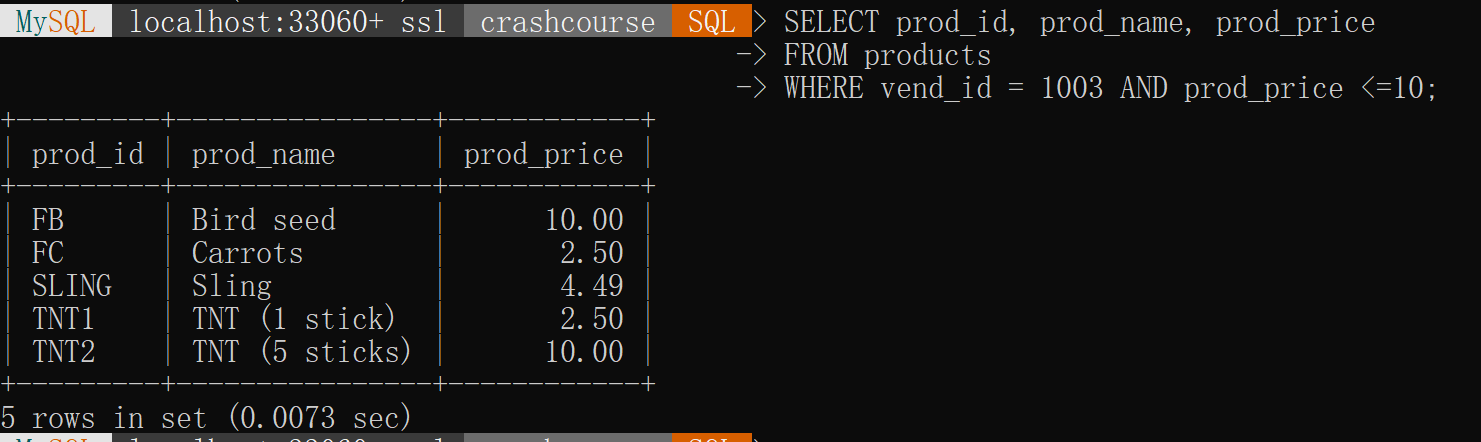 MySQL localhost:33060+ ssl crashcourse SQL > SELECT prod_id, prod_name, prod_price
-> FROM products
-> WHERE vend_id = 1003 AND prod_price <=10;
+---------+----------------+------------+
| prod_id | prod_name      | prod_price |
+---------+----------------+------------+
| FB      | Bird seed      |      10.00 |
| FC      | Carrots        |       2.50 |
| SLING   | Sling          |       4.49 |
| TNT1    | TNT (1 stick)  |       2.50 |
| TNT2    | TNT (5 sticks) |      10.00 |
+---------+----------------+------------+
5 rows in set (0.0073 sec)